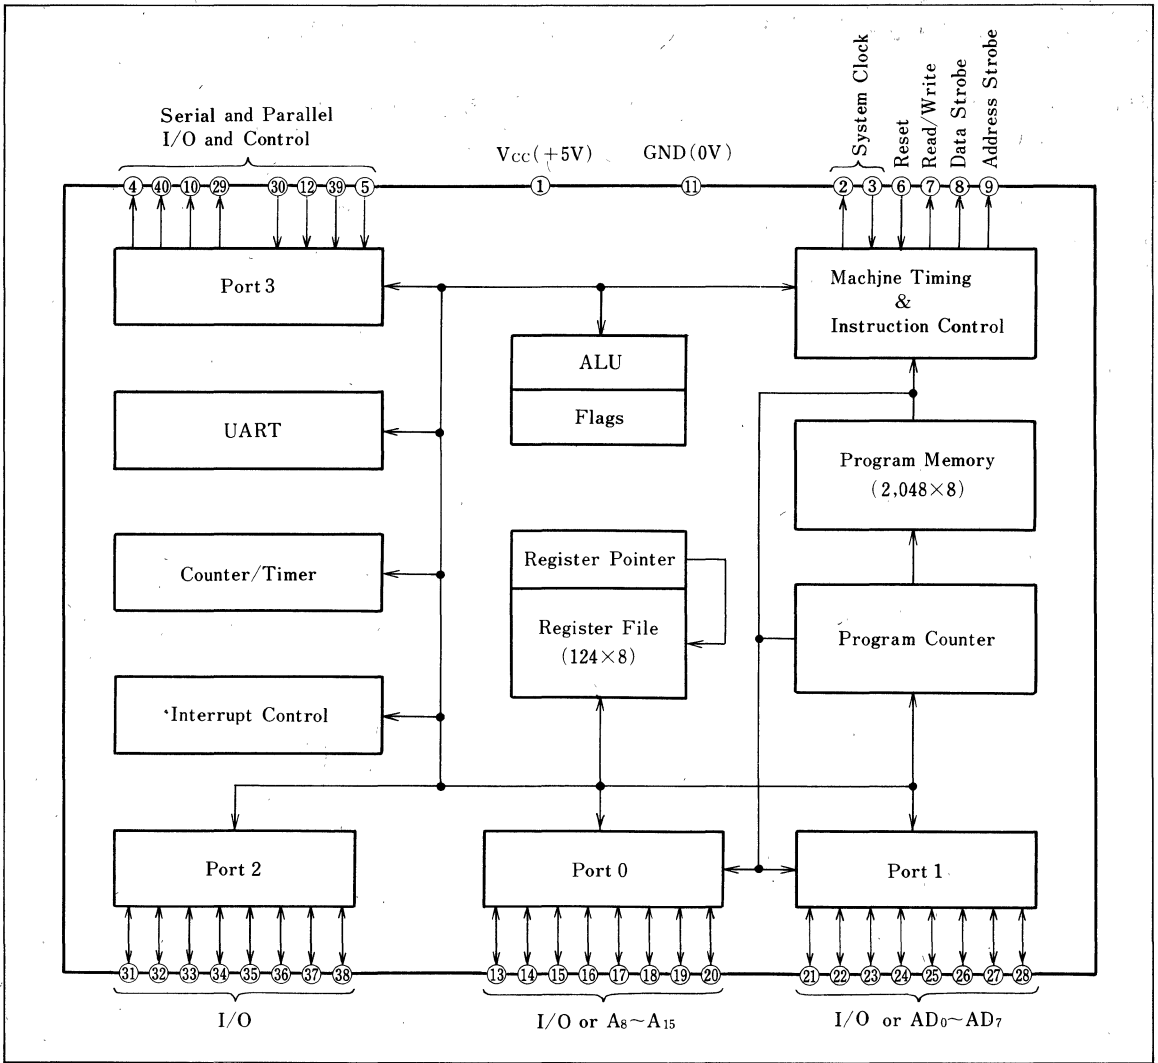 Serial and Parallel
I/O and Control
Vcc(+5V)
GND(0V)
System Clock
Reset
Read/Write
Data Strobe
Address Strobe
4 40 10 29 30 12 39 5
1
11
2 3 6 7 8 9
Port 3
Machine Timing
&
Instruction Control
ALU
Flags
UART
Program Memory
(2,048×8)
Register Pointer
Counter/Timer
Register File
(124×8)
Program Counter
Interrupt Control
Port 2
Port 0
Port 1
31 32 33 34 35 36 37 38
13 14 15 16 17 18 19 20
21 22 23 24 25 26 27 28
I/O
I/O or A8~A15
I/O or AD0~AD7